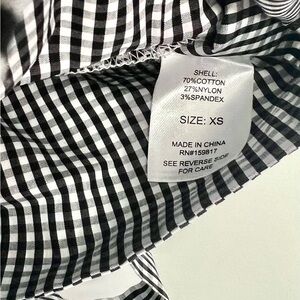 SHELL:
70%COTTON
27%NYLON
3%SPANDEX
SIZE: XS
MADE IN CHINA
RN#159817
SEE REVERSE SIDE
FOR CARE